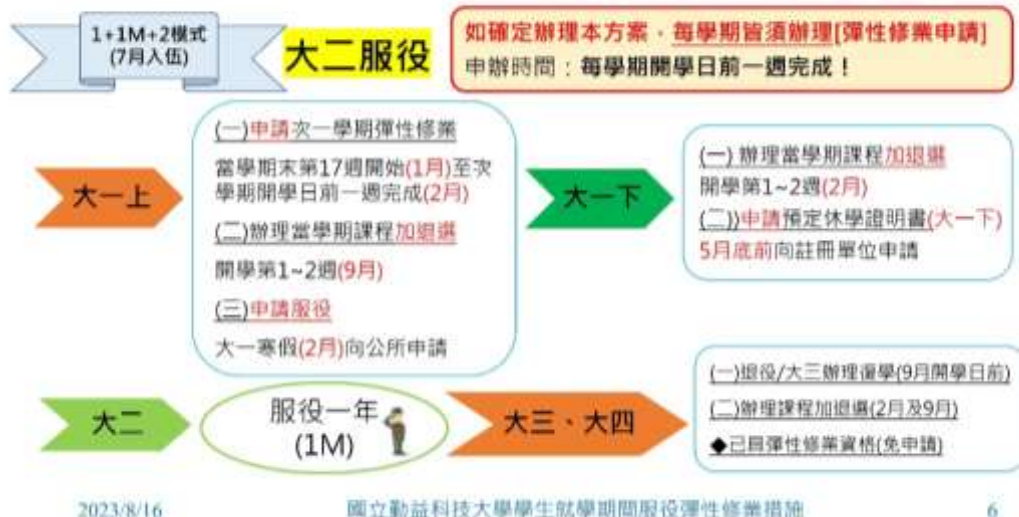 1+1M+2模式
(7月入伍)
大二服役
如確定辦理本方案，每學期皆須辦理[彈性修業申請]
申辦時間：每學期開學日前一週完成！
大一上
(一)申請次一學期彈性修業
當學期末第17週開始(1月)至次
學期開學日前一週完成(2月)
(二)辦理當學期課程加退選
開學第1~2週(9月)
(三)申請服役
大一寒假(2月)向公所申請
大一下
(一) 辦理當學期課程加退選
開學第1~2週(2月)
(二))申請預定休學證明書(大一下)
5月底前向註冊單位申請
大二
服役一年
(1M)
大三、大四
(一)退役/大三辦理復學(9月開學日前)
(二)辦理課程加退選(2月及9月)
◆已具彈性修業資格(免申請)
2023/8/16
國立勤益科技大學學生就學期間服役彈性修業措施
6